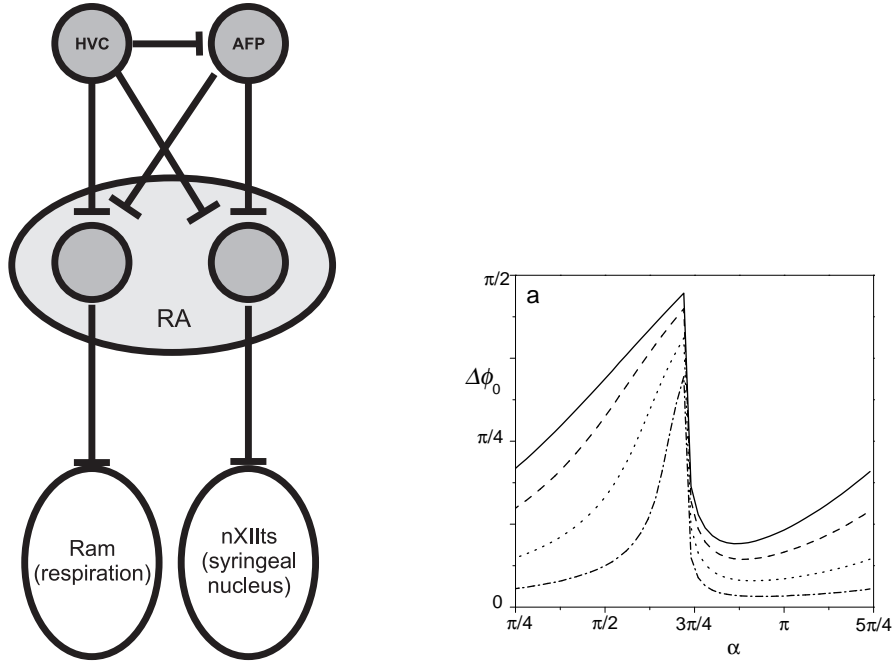 HVC
AFP
RA
Ram
(respiration)
nXIIts
(syringeal
nucleus)
a
π/2
Δϕ₀
π/4
0
π/4
π/2
3π/4
π
5π/4
α